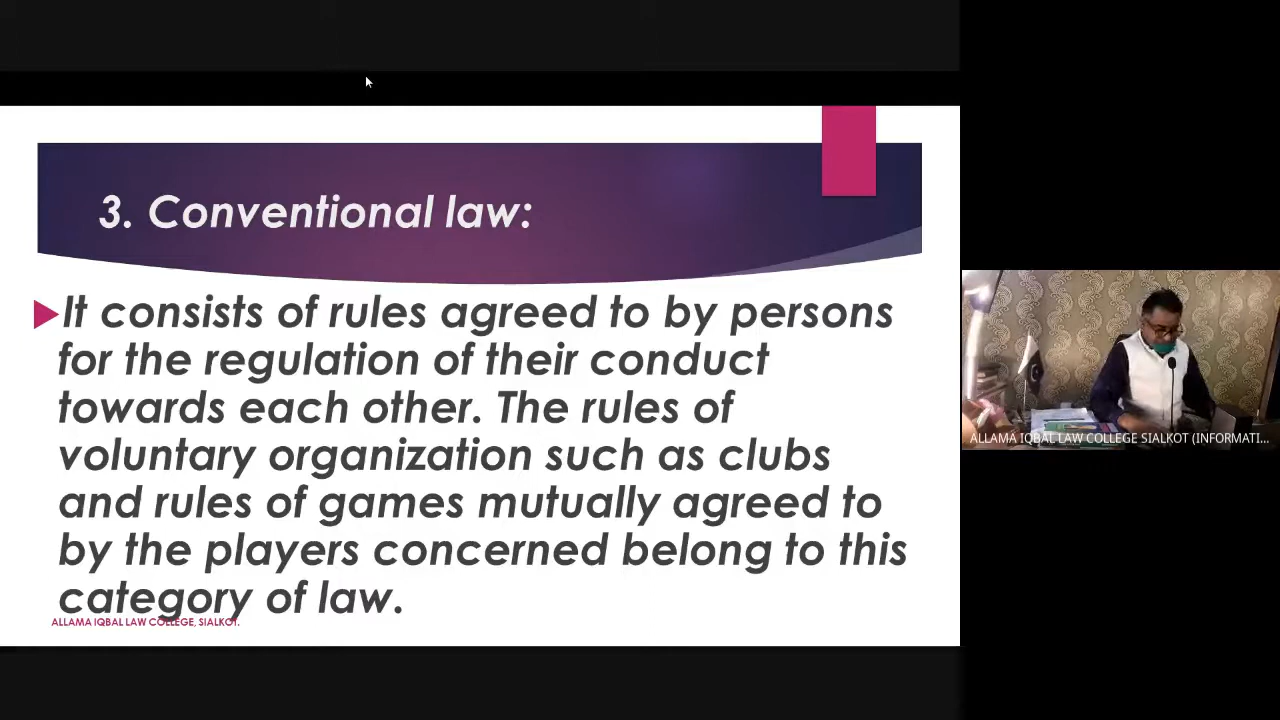 3. Conventional law:
It consists of rules agreed to by persons
for the regulation of their conduct
towards each other. The rules of
voluntary organization such as clubs
and rules of games mutually agreed to
by the players concerned belong to this
category of law.
ALLAMA IQBAL LAW COLLEGE, SIALKOT.
ALLAMA IQBAL LAW COLLEGE SIALKOT (INFORMATI...